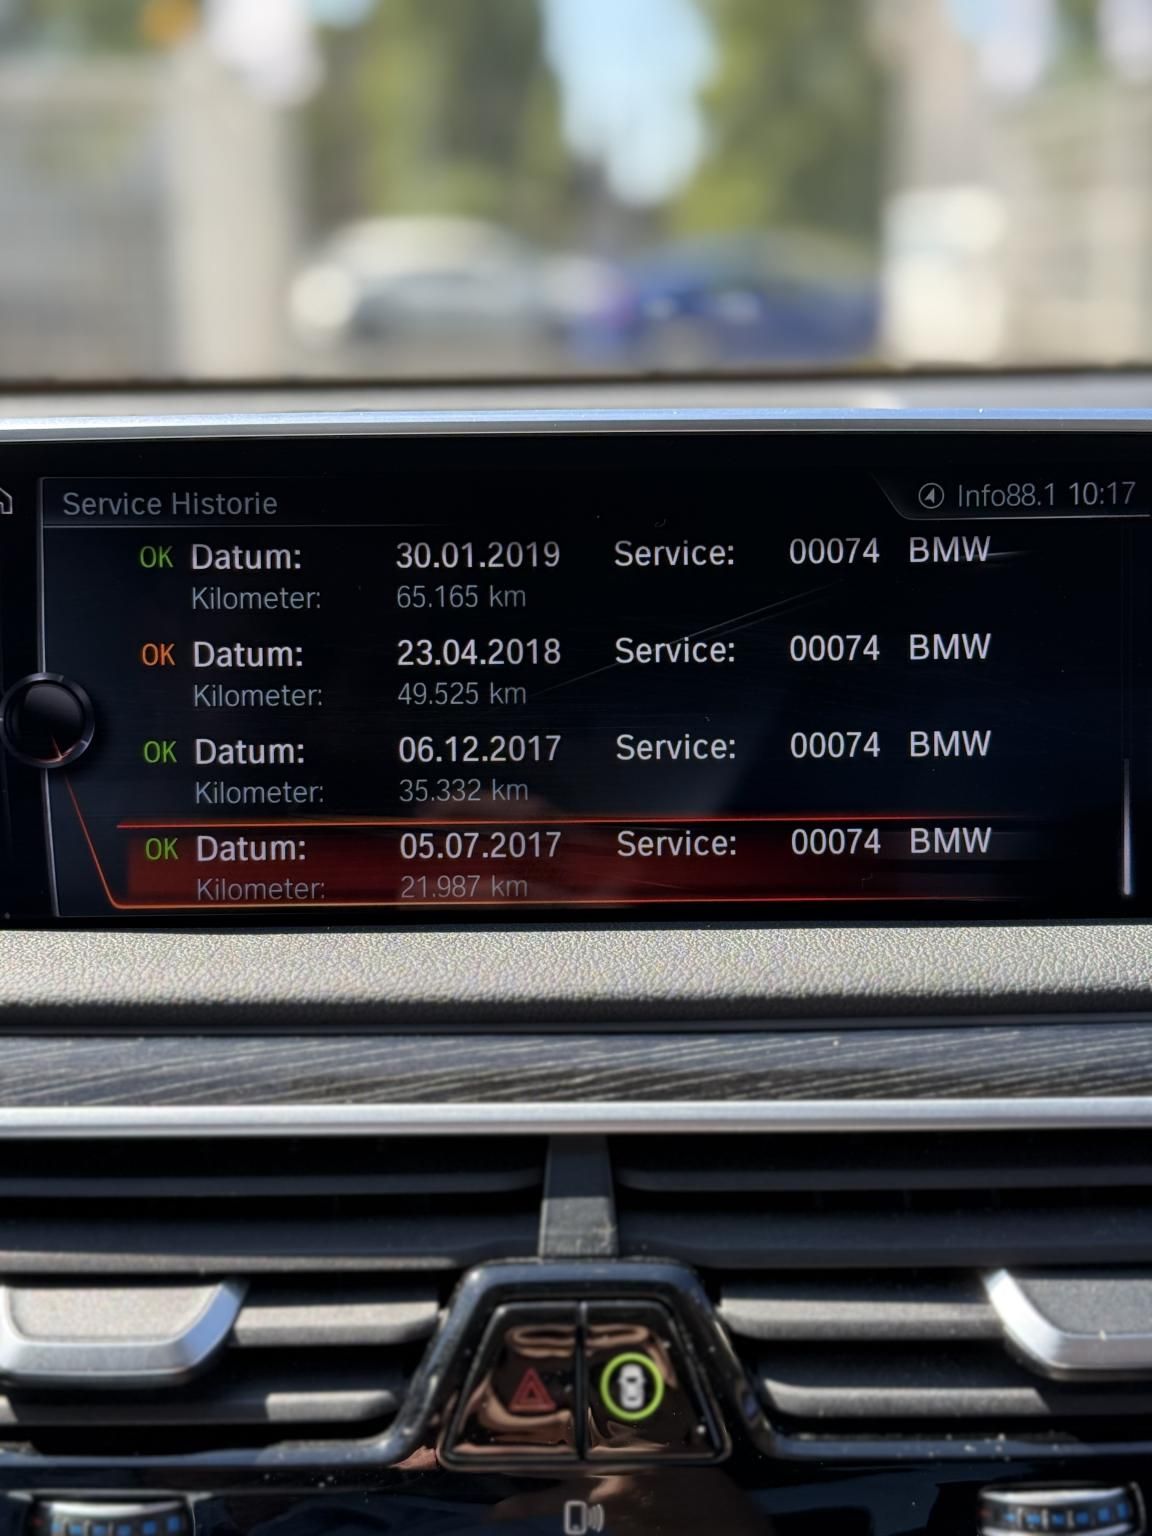 Service Historie Info88.1 10:17
OK Datum: 30.01.2019 Service: 00074 BMW
Kilometer: 65.165 km
OK Datum: 23.04.2018 Service: 00074 BMW
Kilometer: 49.525 km
OK Datum: 06.12.2017 Service: 00074 BMW
Kilometer: 35.332 km
OK Datum: 05.07.2017 Service: 00074 BMW
Kilometer: 21.987 km